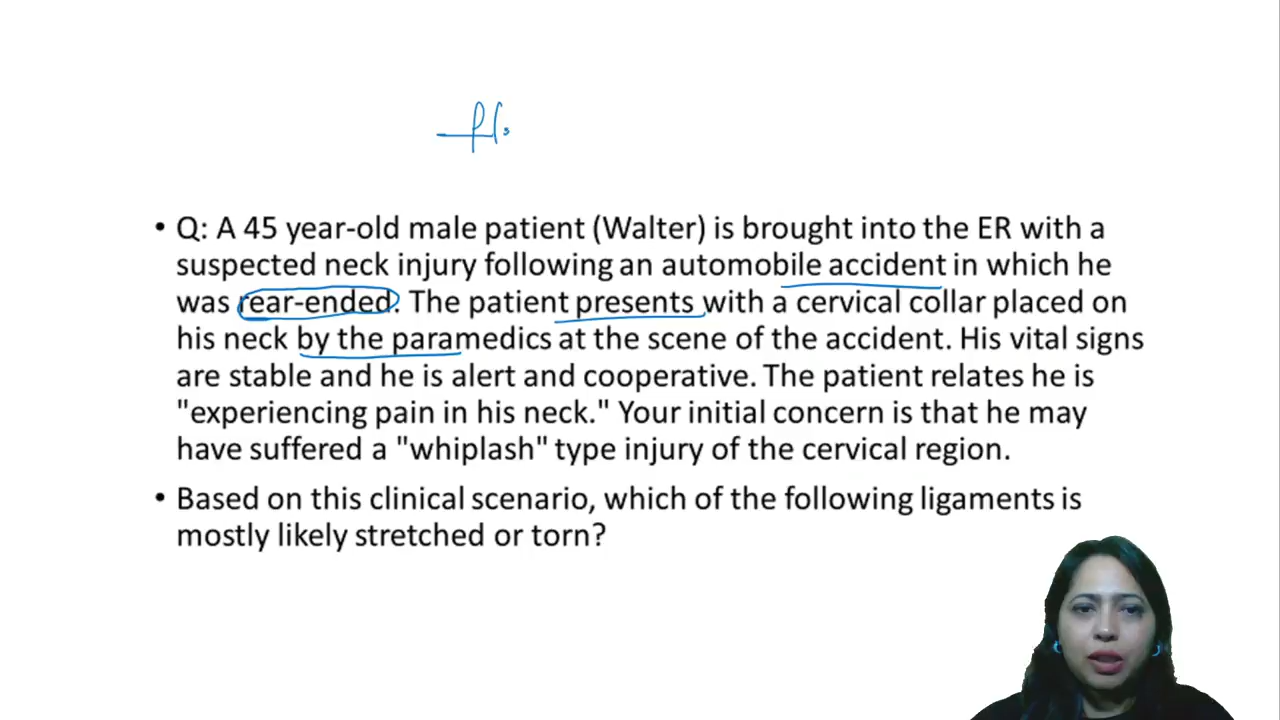 • Q: A 45 year-old male patient (Walter) is brought into the ER with a
suspected neck injury following an automobile accident in which he
was rear-ended. The patient presents with a cervical collar placed on
his neck by the paramedics at the scene of the accident. His vital signs
are stable and he is alert and cooperative. The patient relates he is
"experiencing pain in his neck." Your initial concern is that he may
have suffered a "whiplash" type injury of the cervical region.
• Based on this clinical scenario, which of the following ligaments is
mostly likely stretched or torn?